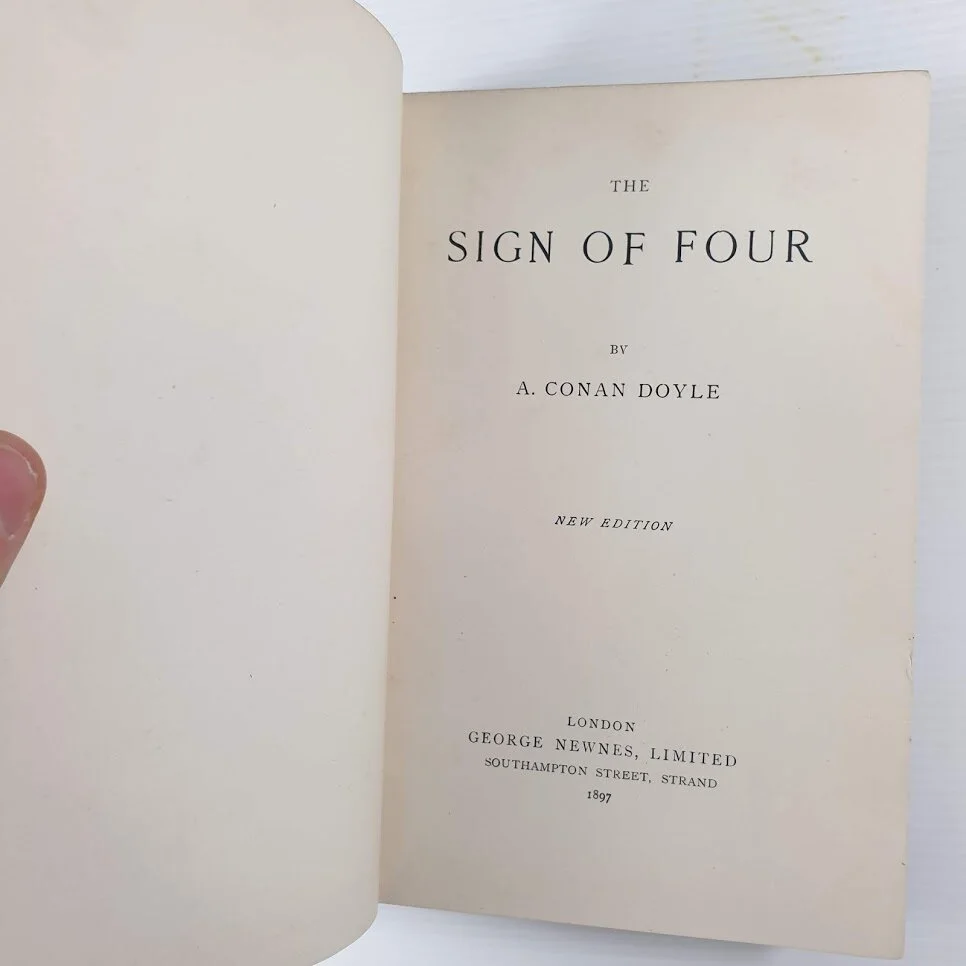 THE
SIGN OF FOUR
BY
A. CONAN DOYLE
NEW EDITION
LONDON
GEORGE NEWNES, LIMITED
SOUTHAMPTON STREET, STRAND
1897